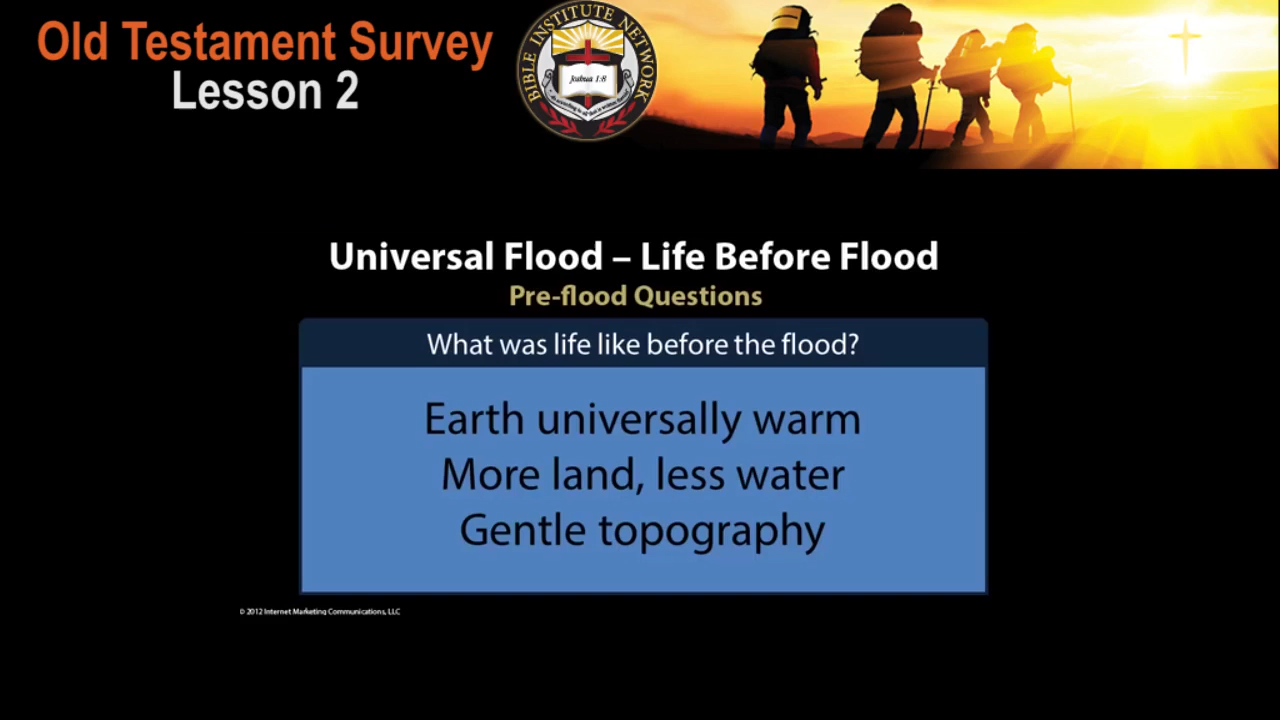 Old Testament Survey
Lesson 2
BIBLE INSTITUTE NETWORK
Joshua 1:8
Universal Flood – Life Before Flood
Pre-flood Questions
What was life like before the flood?
Earth universally warm
More land, less water
Gentle topography
© 2012 Internet Marketing Communications, LLC